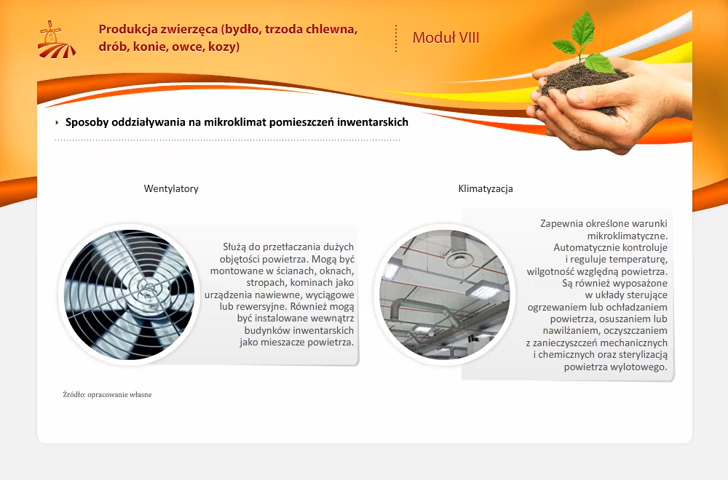 Produkcja zwierzęca (bydło, trzoda chlewna,
drób, konie, owce, kozy)
Moduł VIII
Sposoby oddziaływania na mikroklimat pomieszczeń inwentarskich
Wentylatory
Służą do przetłaczania dużych
objętości powietrza. Mogą być
montowane w ścianach, oknach,
stropach, kominach jako
urządzenia nawiewne, wyciągowe
lub rewersyjne. Również mogą
być instalowane wewnątrz
budynków inwentarskich
jako mieszacze powietrza.
Klimatyzacja
Zapewnia określone warunki
mikroklimatyczne.
Automatycznie kontroluje
i reguluje temperaturę,
wilgotność względną powietrza.
Są również wyposażone
w układy sterujące
ogrzewaniem lub ochładzaniem
powietrza, osuszaniem lub
nawilżaniem, oczyszczaniem
z zanieczyszczeń mechanicznych
i chemicznych oraz sterylizacją
powietrza wylotowego.
Źródło: opracowanie własne